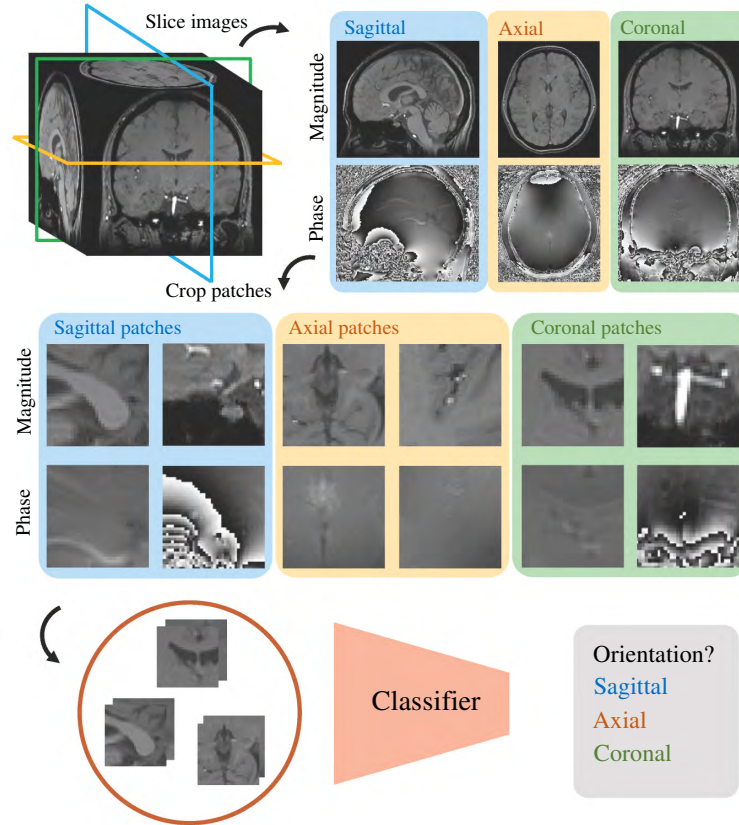 Slice images
Sagittal
Axial
Coronal
Magnitude
Phase
Crop patches
Sagittal patches
Axial patches
Coronal patches
Magnitude
Phase
Classifier
Orientation?
Sagittal
Axial
Coronal